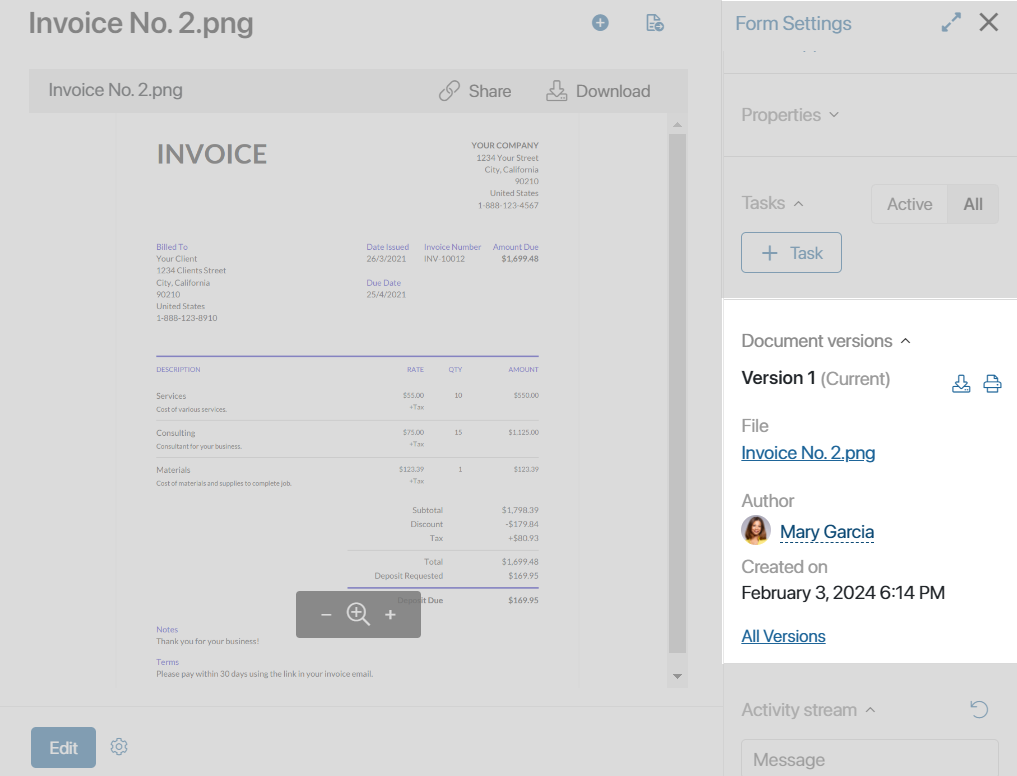 Invoice No. 2.png
Invoice No. 2.png
Share
Download
INVOICE
YOUR COMPANY
1234 Your Street
City, California
90210
United States
1-888-123-4567
Billed To
Your Client
1234 Clients Street
City, California
90210
United States
1-888-123-8910
Date Issued
26/3/2021
Due Date
25/4/2021
Invoice Number
INV-10012
Amount Due
$1,699.48
DESCRIPTION RATE QTY AMOUNT
Services $55.00 10 $550.00
Cost of various services. +Tax
Consulting $75.00 15 $1,125.00
Consultant for your business. +Tax
Materials $123.39 1 $123.39
Cost of materials and supplies to complete job. +Tax
Subtotal $1,798.39
Discount -$179.84
Tax +$80.93
Total $1,699.48
Deposit Requested $169.95
Deposit Due $169.95
Notes
Thank you for your business!
Terms
Please pay within 30 days using the link in your invoice email.
Edit
Form Settings
Properties
Tasks
Active
All
+ Task
Document versions
Version 1 (Current)
File
Invoice No. 2.png
Author
Mary Garcia
Created on
February 3, 2024 6:14 PM
All Versions
Activity stream
Message